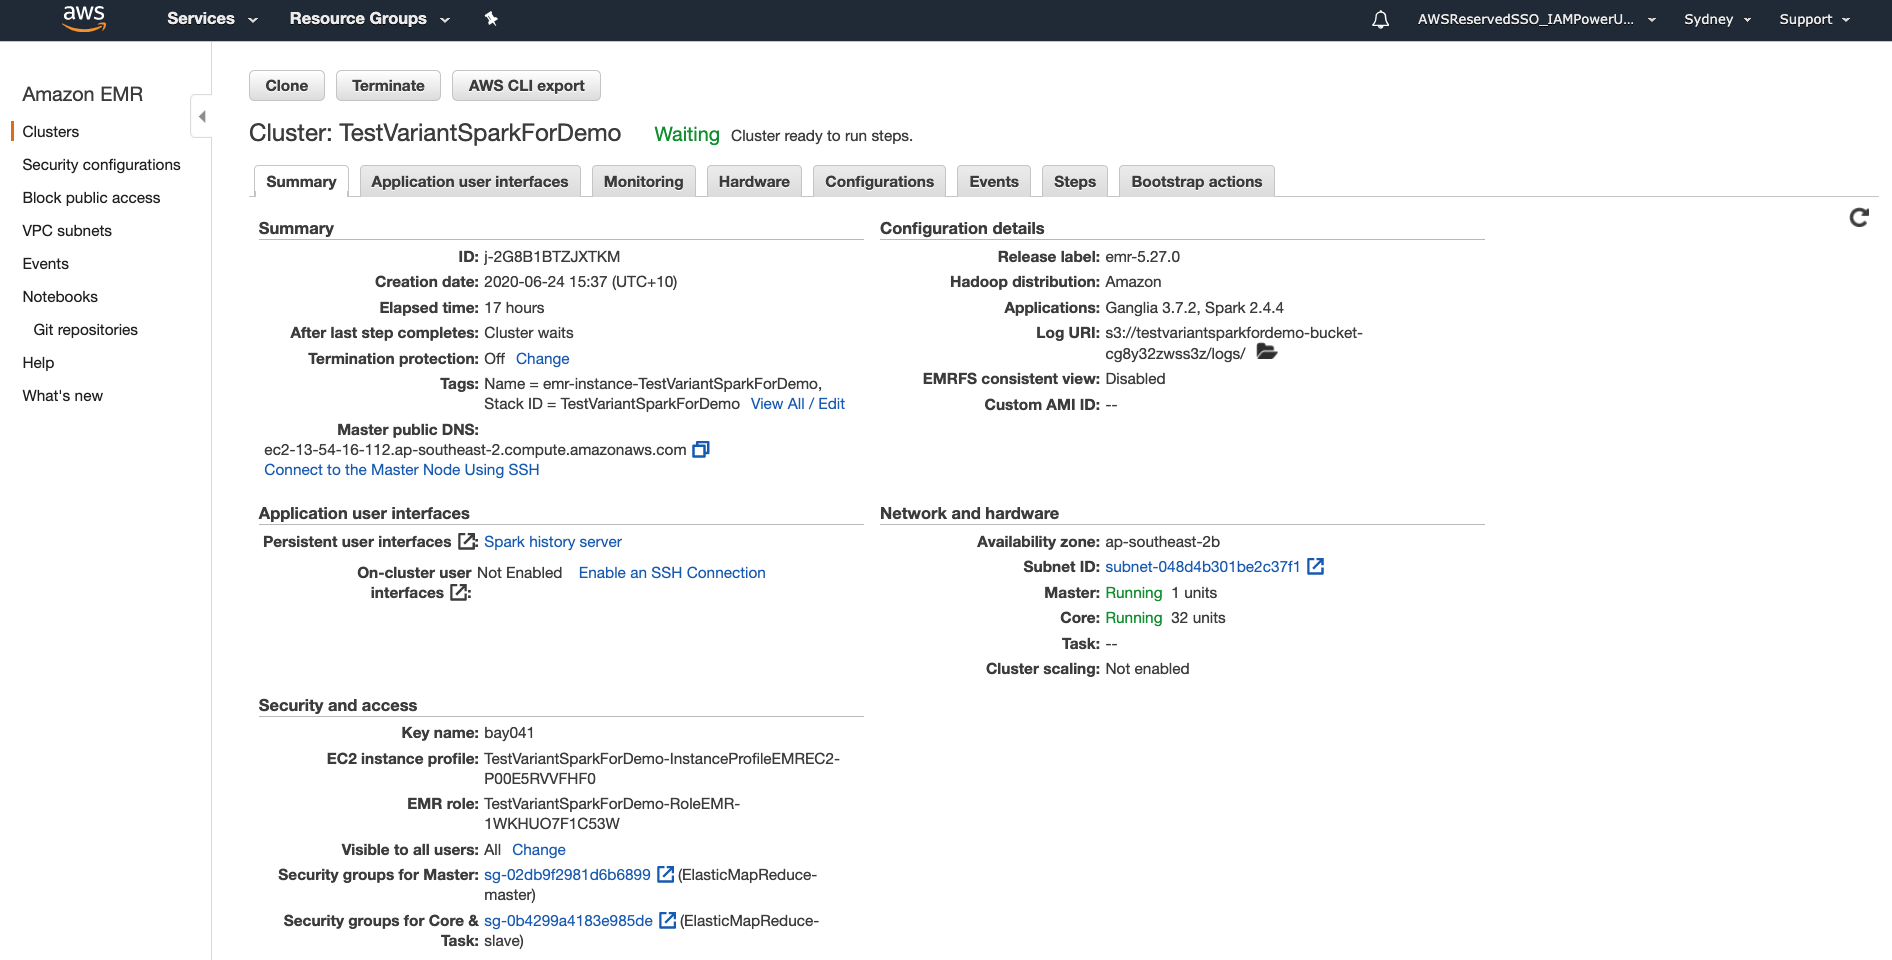 aws
Services
Resource Groups
AWSReservedSSO_IAMPowerU...
Sydney
Support
Amazon EMR
Clusters
Security configurations
Block public access
VPC subnets
Events
Notebooks
Git repositories
Help
What's new
Clone
Terminate
AWS CLI export
Cluster: TestVariantSparkForDemo
Waiting Cluster ready to run steps.
Summary
Application user interfaces
Monitoring
Hardware
Configurations
Events
Steps
Bootstrap actions
Summary
ID: j-2G8B1BTZJXTKM
Creation date: 2020-06-24 15:37 (UTC+10)
Elapsed time: 17 hours
After last step completes: Cluster waits
Termination protection: Off Change
Tags: Name = emr-instance-TestVariantSparkForDemo,
Stack ID = TestVariantSparkForDemo View All / Edit
Master public DNS:
ec2-13-54-16-112.ap-southeast-2.compute.amazonaws.com
Connect to the Master Node Using SSH
Configuration details
Release label: emr-5.27.0
Hadoop distribution: Amazon
Applications: Ganglia 3.7.2, Spark 2.4.4
Log URI: s3://testvariantsparkfordemo-bucket-
cg8y32zwss3z/logs/
EMRFS consistent view: Disabled
Custom AMI ID: --
Application user interfaces
Persistent user interfaces : Spark history server
On-cluster user Not Enabled Enable an SSH Connection
interfaces :
Network and hardware
Availability zone: ap-southeast-2b
Subnet ID: subnet-048d4b301be2c37f1
Master: Running 1 units
Core: Running 32 units
Task: --
Cluster scaling: Not enabled
Security and access
Key name: bay041
EC2 instance profile: TestVariantSparkForDemo-InstanceProfileEMREC2-
P00E5RVVFHF0
EMR role: TestVariantSparkForDemo-RoleEMR-
1WKHUO7F1C53W
Visible to all users: All Change
Security groups for Master: sg-02db9f2981d6b6899 (ElasticMapReduce-
master)
Security groups for Core & sg-0b4299a4183e985de (ElasticMapReduce-
Task: slave)